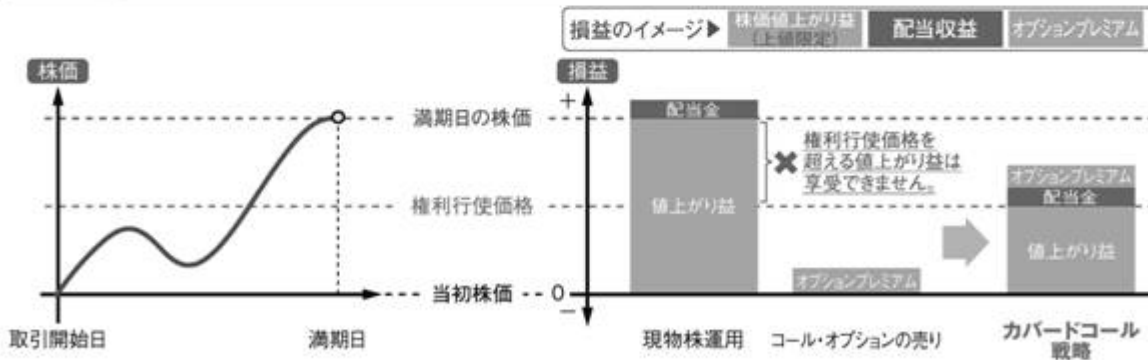 損益のイメージ▶ 株価値上がり益(上値限定) 配当収益 オプションプレミアム
株価
損益
+
配当金
満期日の株価
✖ 権利行使価格を
超える値上がり益は
享受できません。
オプションプレミアム
配当金
権利行使価格
値上がり益
値上がり益
オプションプレミアム
当初株価
0
−
取引開始日
満期日
現物株運用
コール・オプションの売り
カバードコール
戦略